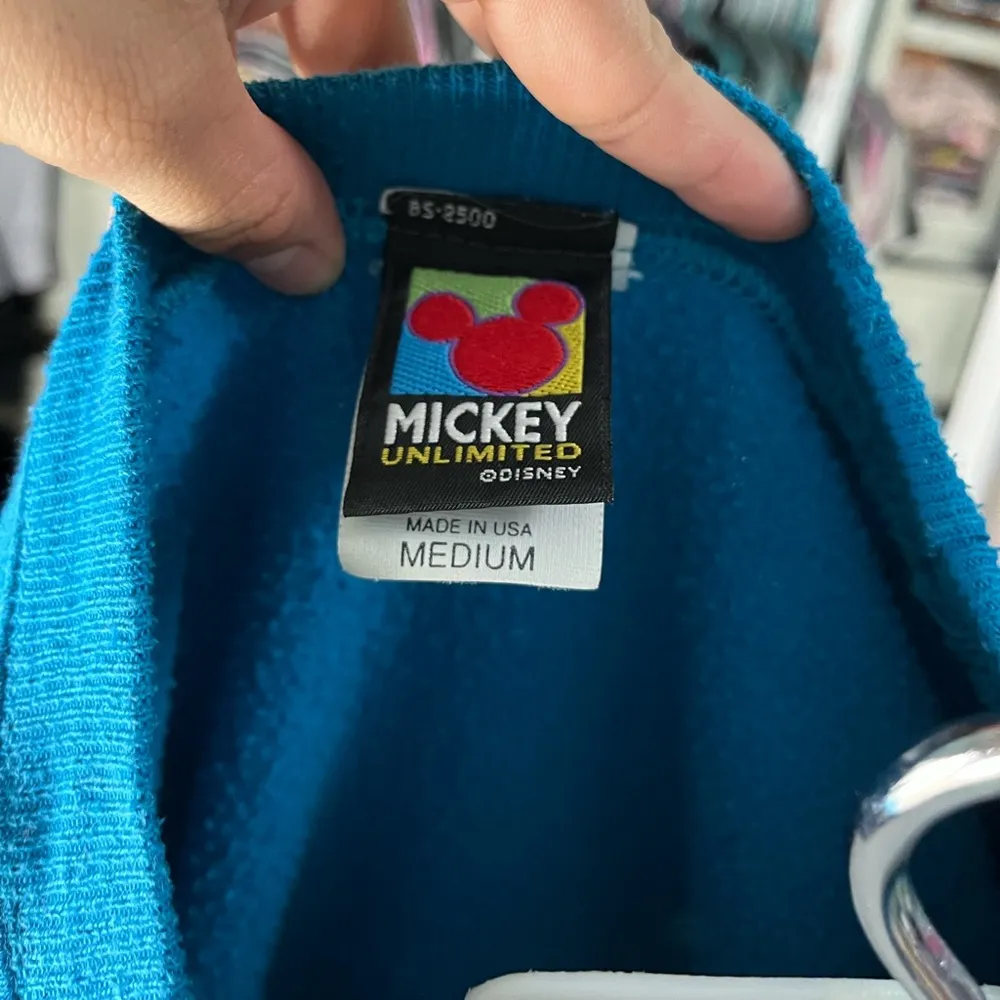 BS-2500
MICKEY
UNLIMITED
©DISNEY
MADE IN USA
MEDIUM